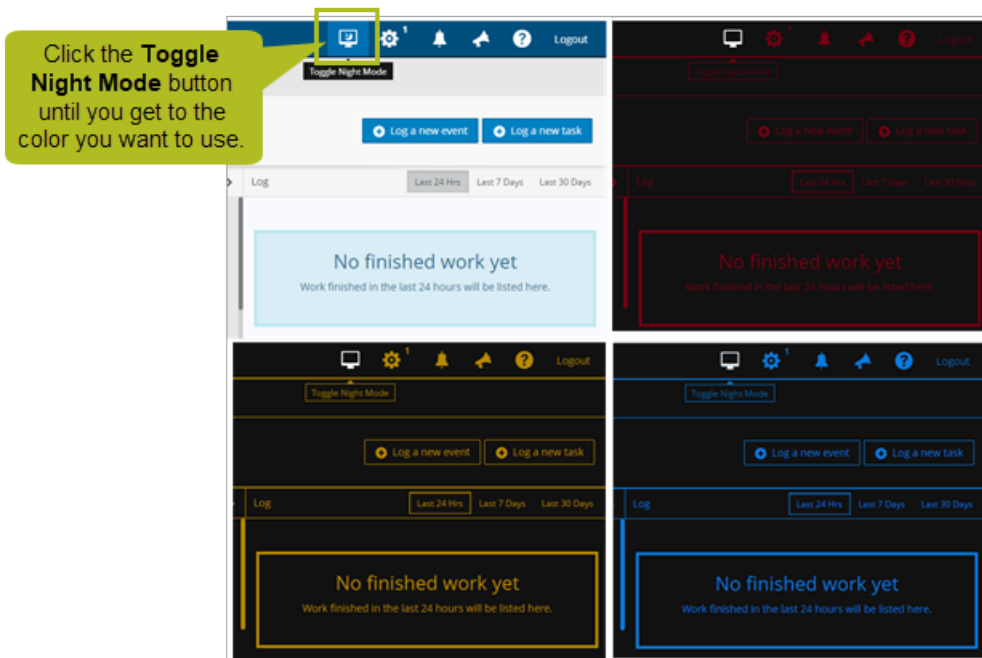 Click the Toggle
Night Mode button
until you get to the
color you want to use.
1
Logout
Toggle Night Mode
Log a new event
Log a new task
Log
Last 24 Hrs
Last 7 Days
Last 30 Days
No finished work yet
Work finished in the last 24 hours will be listed here.
1
Logout
Toggle Night Mode
Log a new event
Log a new task
Log
Last 24 Hrs
Last 7 Days
Last 30 Days
No finished work yet
Work finished in the last 24 hours will be listed here.
1
Logout
Toggle Night Mode
Log a new event
Log a new task
Log
Last 24 Hrs
Last 7 Days
Last 30 Days
No finished work yet
Work finished in the last 24 hours will be listed here.
1
Logout
Toggle Night Mode
Log a new event
Log a new task
Log
Last 24 Hrs
Last 7 Days
Last 30 Days
No finished work yet
Work finished in the last 24 hours will be listed here.